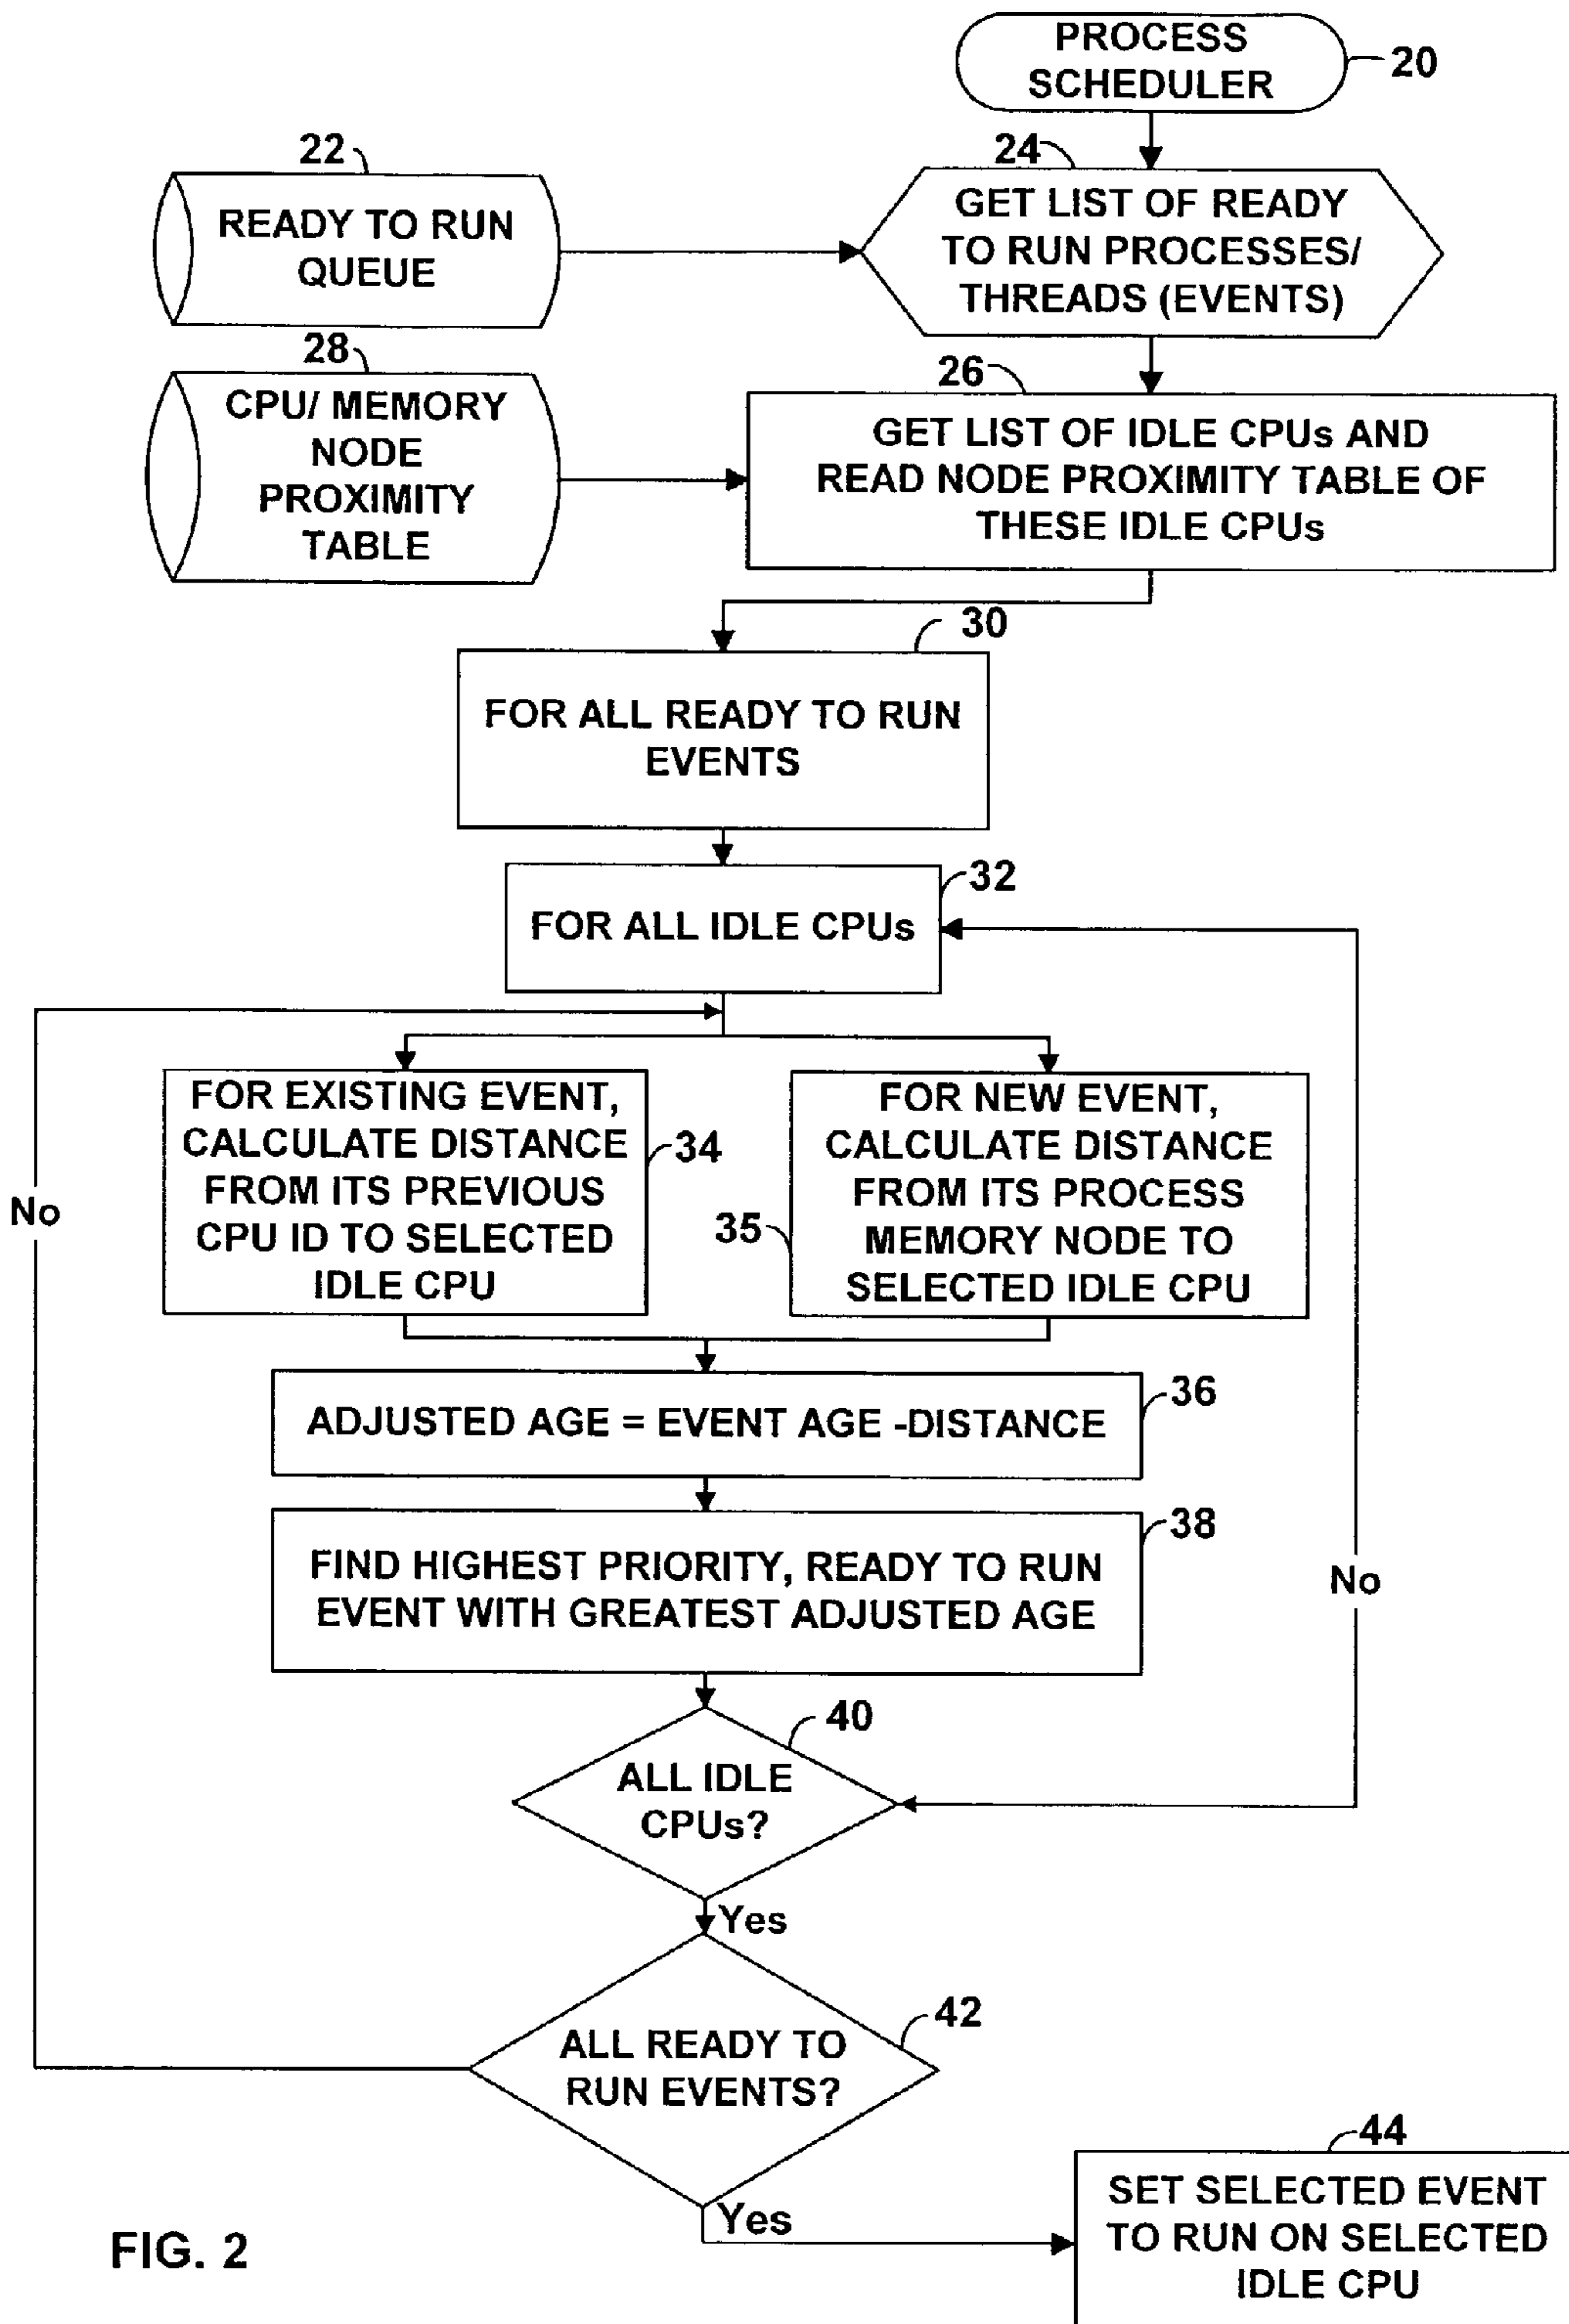 PROCESS
SCHEDULER
20
22
READY TO RUN
QUEUE
24
GET LIST OF READY
TO RUN PROCESSES/
THREADS (EVENTS)
28
CPU/ MEMORY
NODE
PROXIMITY
TABLE
26
GET LIST OF IDLE CPUs AND
READ NODE PROXIMITY TABLE OF
THESE IDLE CPUs
30
FOR ALL READY TO RUN
EVENTS
32
FOR ALL IDLE CPUs
FOR EXISTING EVENT,
CALCULATE DISTANCE
FROM ITS PREVIOUS
CPU ID TO SELECTED
IDLE CPU
34
FOR NEW EVENT,
CALCULATE DISTANCE
FROM ITS PROCESS
MEMORY NODE TO
SELECTED IDLE CPU
35
No
36
ADJUSTED AGE = EVENT AGE -DISTANCE
38
FIND HIGHEST PRIORITY, READY TO RUN
EVENT WITH GREATEST ADJUSTED AGE
No
40
ALL IDLE
CPUs?
Yes
42
ALL READY TO
RUN EVENTS?
Yes
44
SET SELECTED EVENT
TO RUN ON SELECTED
IDLE CPU
FIG. 2